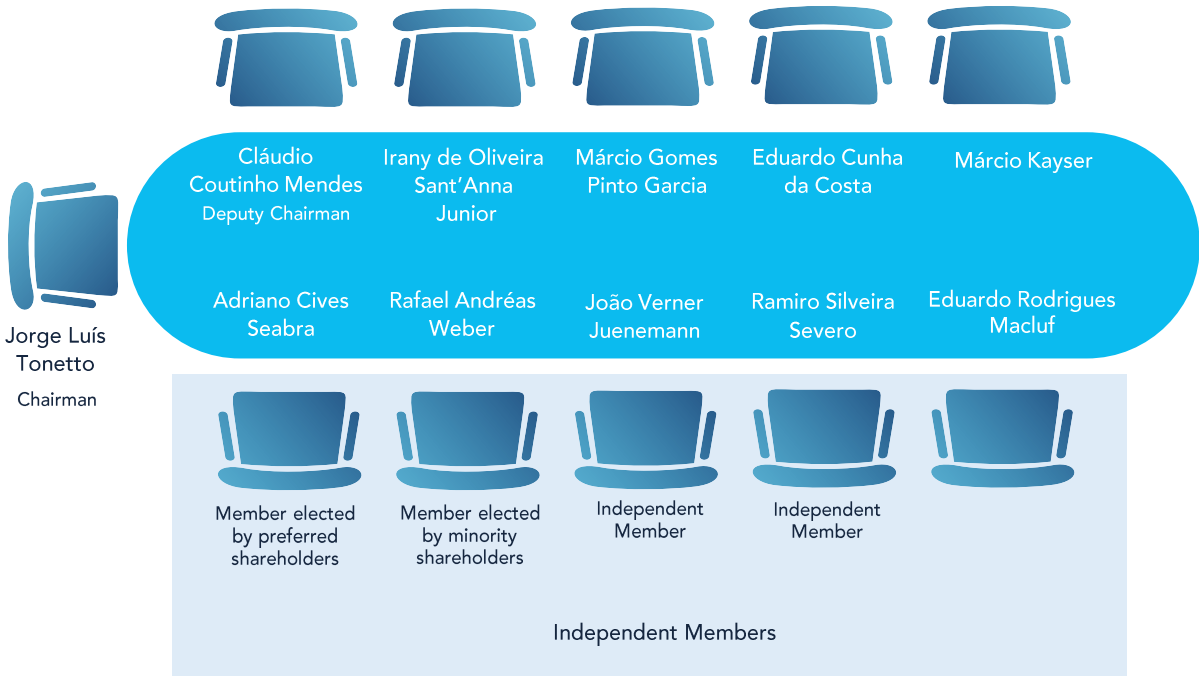 Cláudio
Coutinho Mendes
Deputy Chairman
Irany de Oliveira
Sant’Anna
Junior
Márcio Gomes
Pinto Garcia
Eduardo Cunha
da Costa
Márcio Kayser
Jorge Luís
Tonetto
Chairman
Adriano Cives
Seabra
Rafael Andréas
Weber
João Verner
Juenemann
Ramiro Silveira
Severo
Eduardo Rodrigues
Macluf
Member elected
by preferred
shareholders
Member elected
by minority
shareholders
Independent
Member
Independent
Member
Independent Members